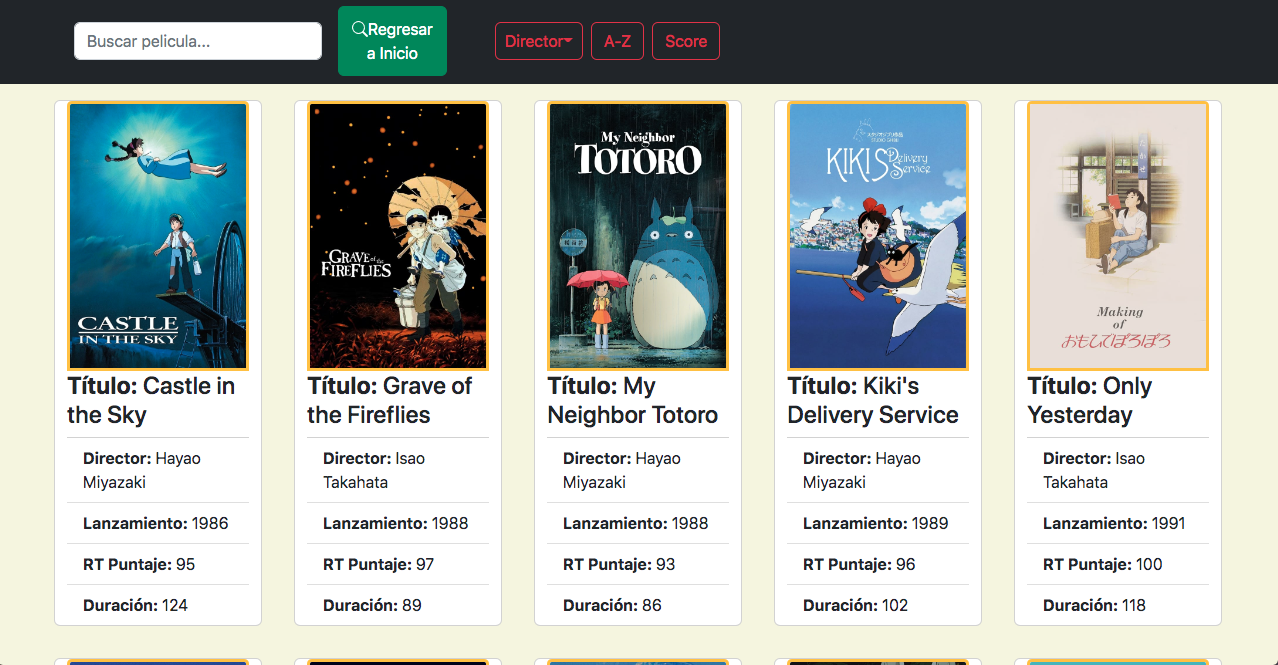 Buscar pelicula...
Regresar
a Inicio
Director
A-Z
Score
CASTLE
IN THE SKY
Título: Castle in
the Sky
Director: Hayao
Miyazaki
Lanzamiento: 1986
RT Puntaje: 95
Duración: 124
GRAVE of the
FIREFLIES
Título: Grave of
the Fireflies
Director: Isao
Takahata
Lanzamiento: 1988
RT Puntaje: 97
Duración: 89
My Neighbor
TOTORO
Título: My
Neighbor Totoro
Director: Hayao
Miyazaki
Lanzamiento: 1988
RT Puntaje: 93
Duración: 86
KIKI'S Delivery
Service
Título: Kiki's
Delivery Service
Director: Hayao
Miyazaki
Lanzamiento: 1989
RT Puntaje: 96
Duración: 102
Making
of
おもひでぽろぽろ
Título: Only
Yesterday
Director: Isao
Takahata
Lanzamiento: 1991
RT Puntaje: 100
Duración: 118